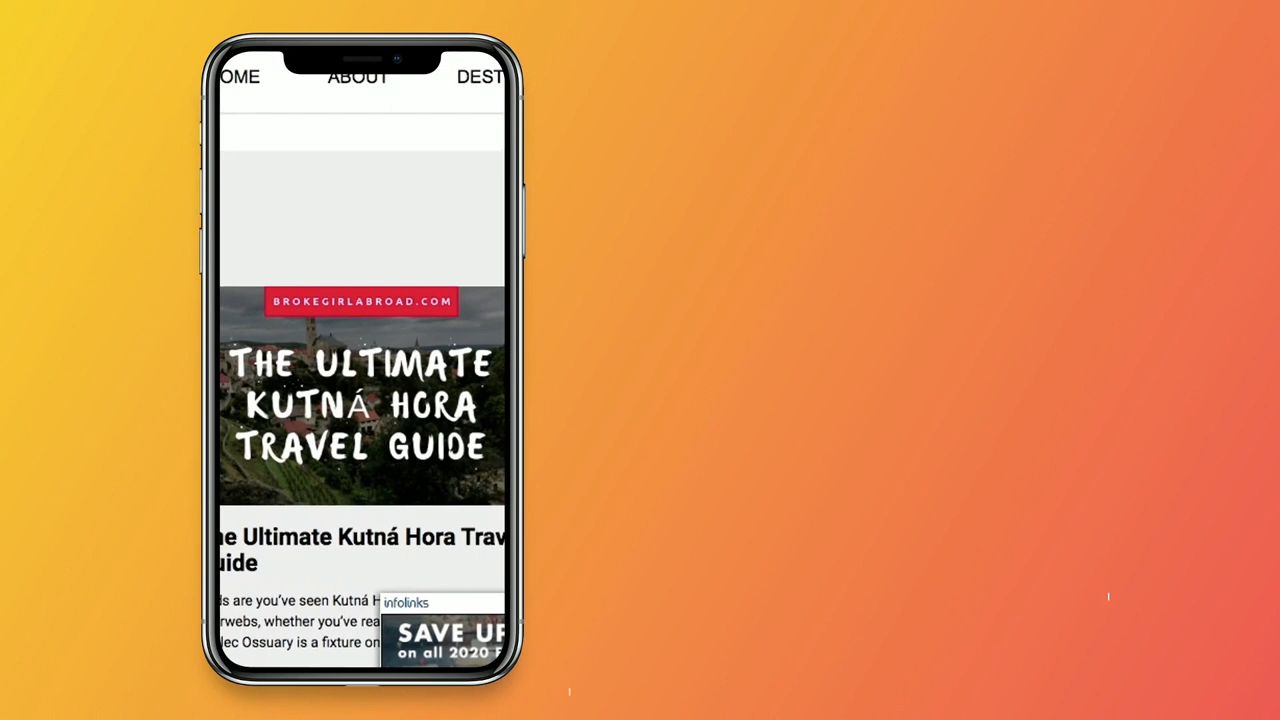 OME ABOUT DEST
BROKEGIRLABROAD.COM
THE ULTIMATE
KUTNÁ HORA
TRAVEL GUIDE
he Ultimate Kutná Hora Trav
uide
ds are you've seen Kutná H
rwebs, whether you've rea
lec Ossuary is a fixture on
infolinks
SAVE UP
on all 2020